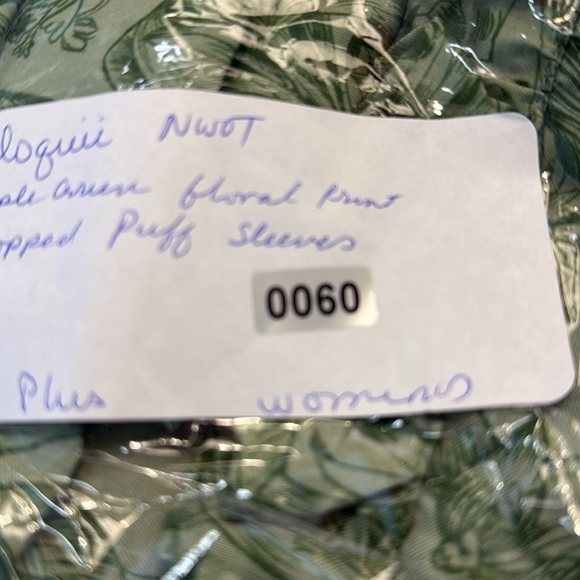 loquii NWOT
ale Green floral Print
opped Puff Sleeves
0060
Plus womens